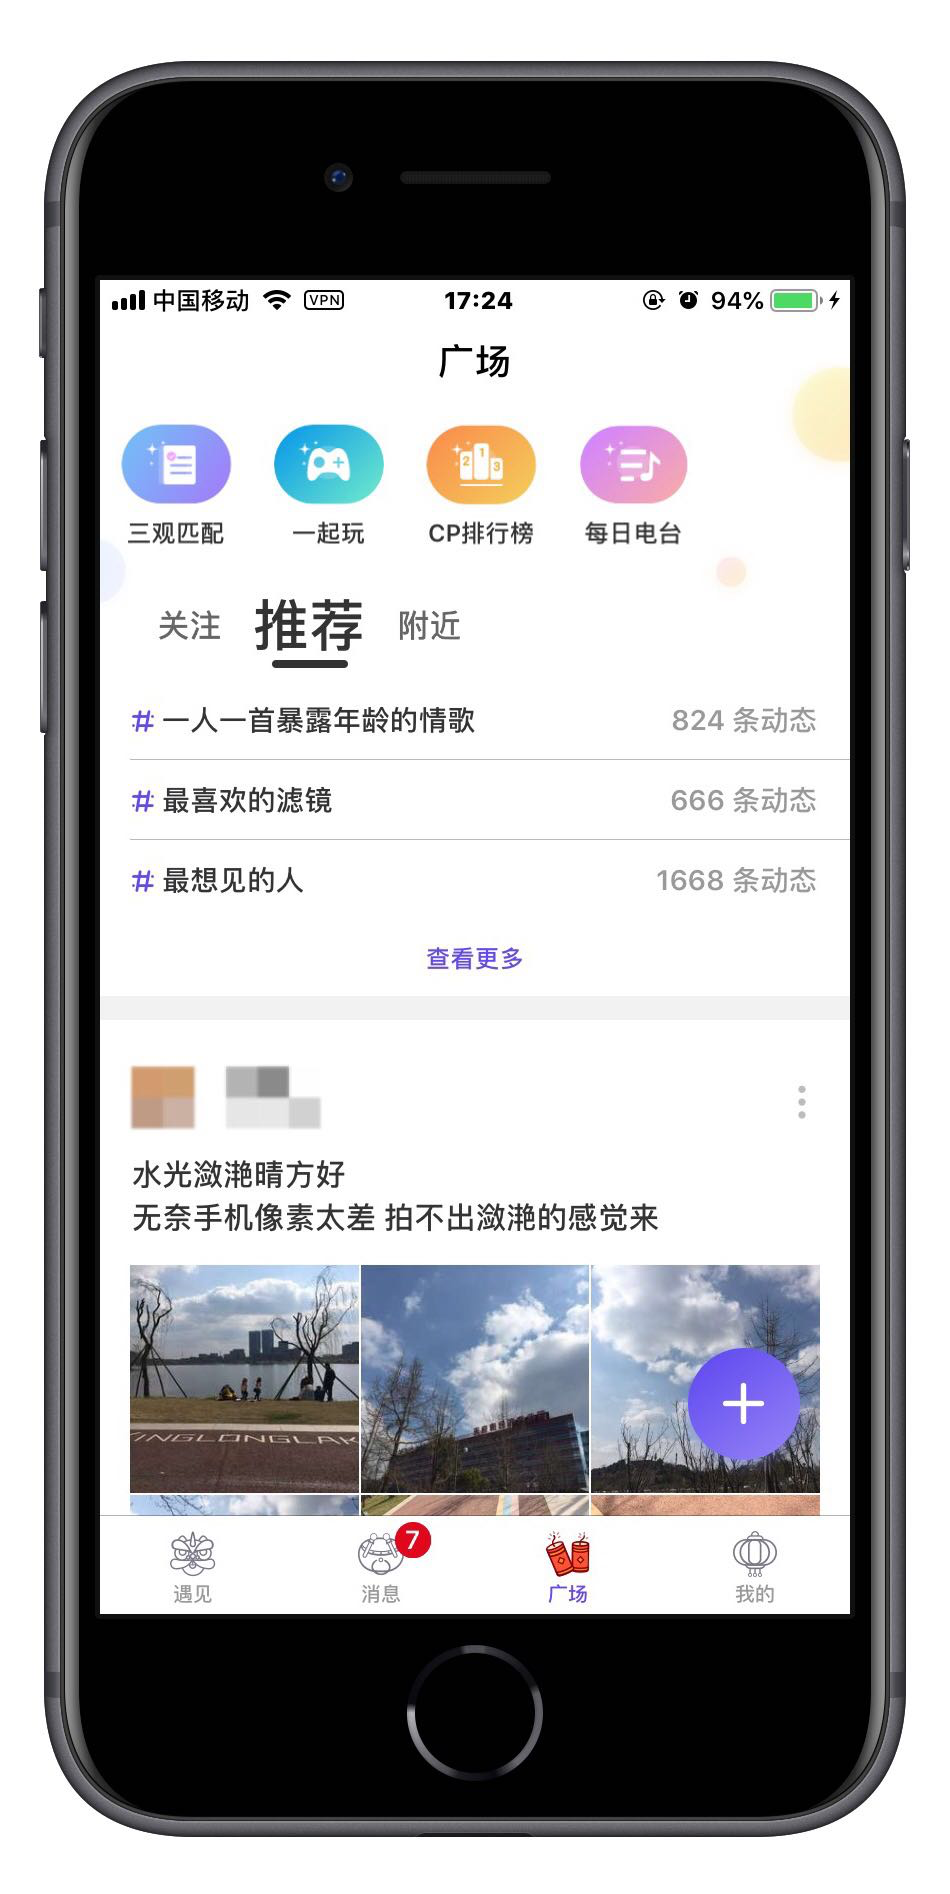 中国移动 VPN 17:24 94%
广场
三观匹配 一起玩 CP排行榜 每日电台
关注 推荐 附近
# 一人一首暴露年龄的情歌 824 条动态
# 最喜欢的滤镜 666 条动态
# 最想见的人 1668 条动态
查看更多
水光潋滟晴方好
无奈手机像素太差 拍不出潋滟的感觉来
INGLONGLAK
7
遇见 消息 广场 我的